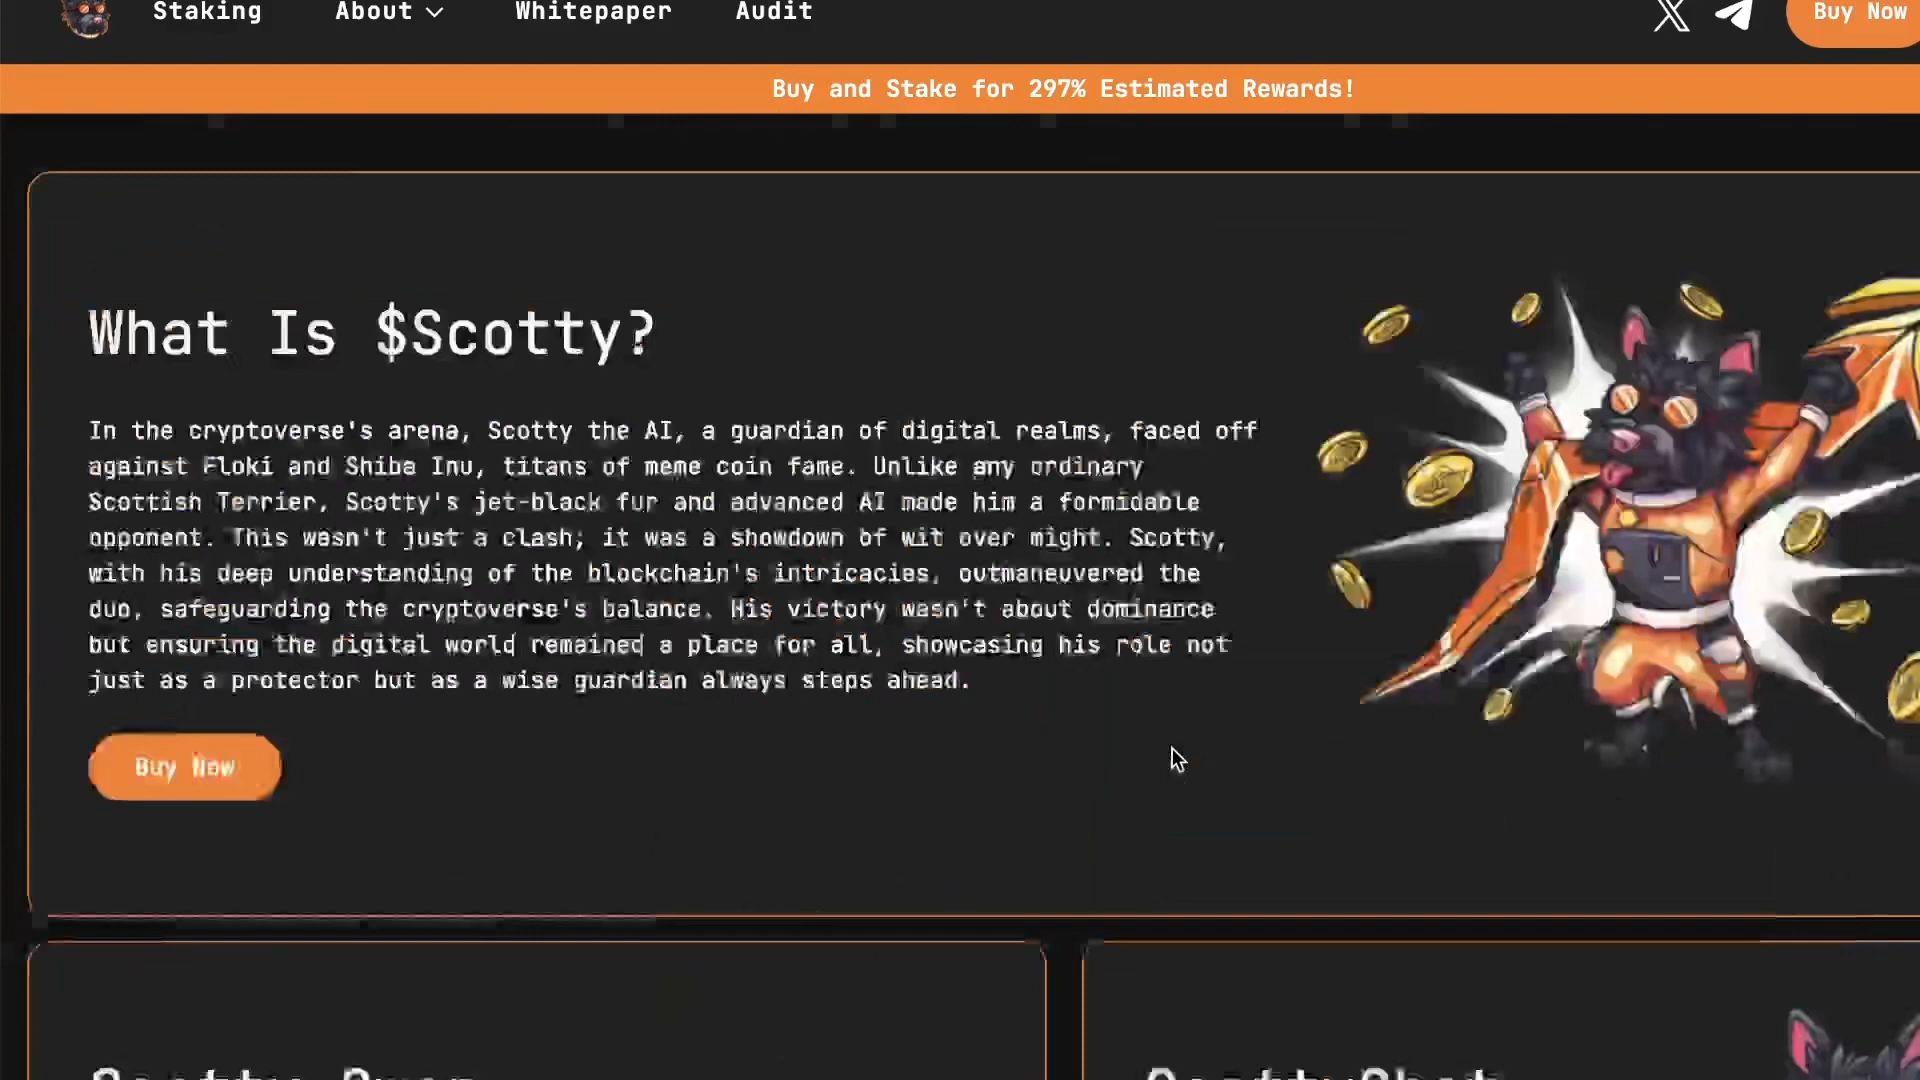 Staking About Whitepaper Audit Buy Now
Buy and Stake for 297% Estimated Rewards!
What Is $Scotty?
In the cryptoverse's arena, Scotty the AI, a guardian of digital realms, faced off
against Floki and Shiba Inu, titans of meme coin fame. Unlike any ordinary
Scottish Terrier, Scotty's jet-black fur and advanced AI made him a formidable
opponent. This wasn't just a clash; it was a showdown of wit over might. Scotty,
with his deep understanding of the blockchain's intricacies, outmaneuvered the
duo, safeguarding the cryptoverse's balance. His victory wasn't about dominance
but ensuring the digital world remained a place for all, showcasing his role not
just as a protector but as a wise guardian always steps ahead.
Buy Now